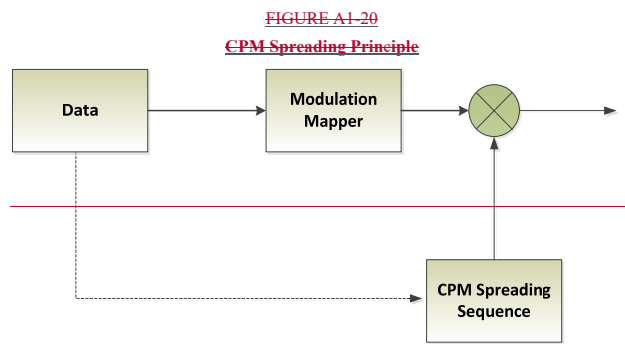 FIGURE A1-20
CPM Spreading Principle
Data
Modulation
Mapper
CPM Spreading
Sequence